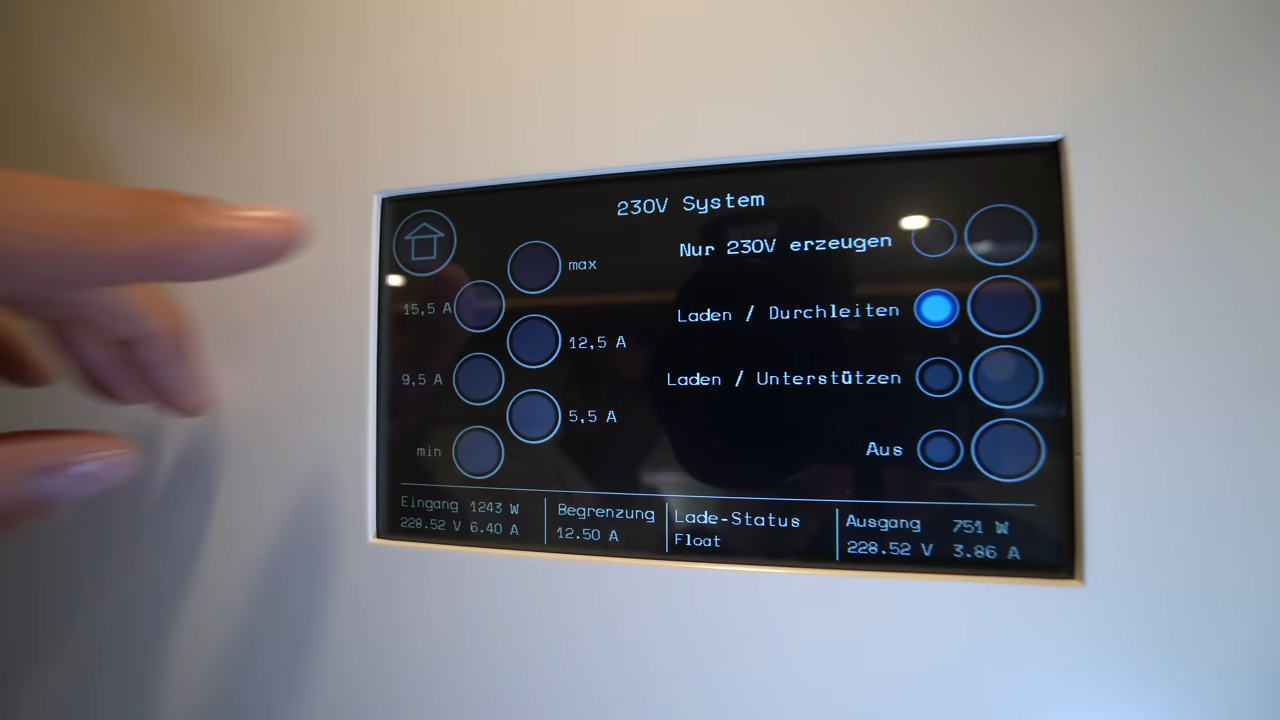 230V System
max
15,5 A
12,5 A
9,5 A
5,5 A
min
Nur 230V erzeugen
Laden / Durchleiten
Laden / Unterstützen
Aus
Eingang 1243 W
228.52 V 6.40 A
Begrenzung
12.50 A
Lade-Status
Float
Ausgang 751 W
228.52 V 3.86 A